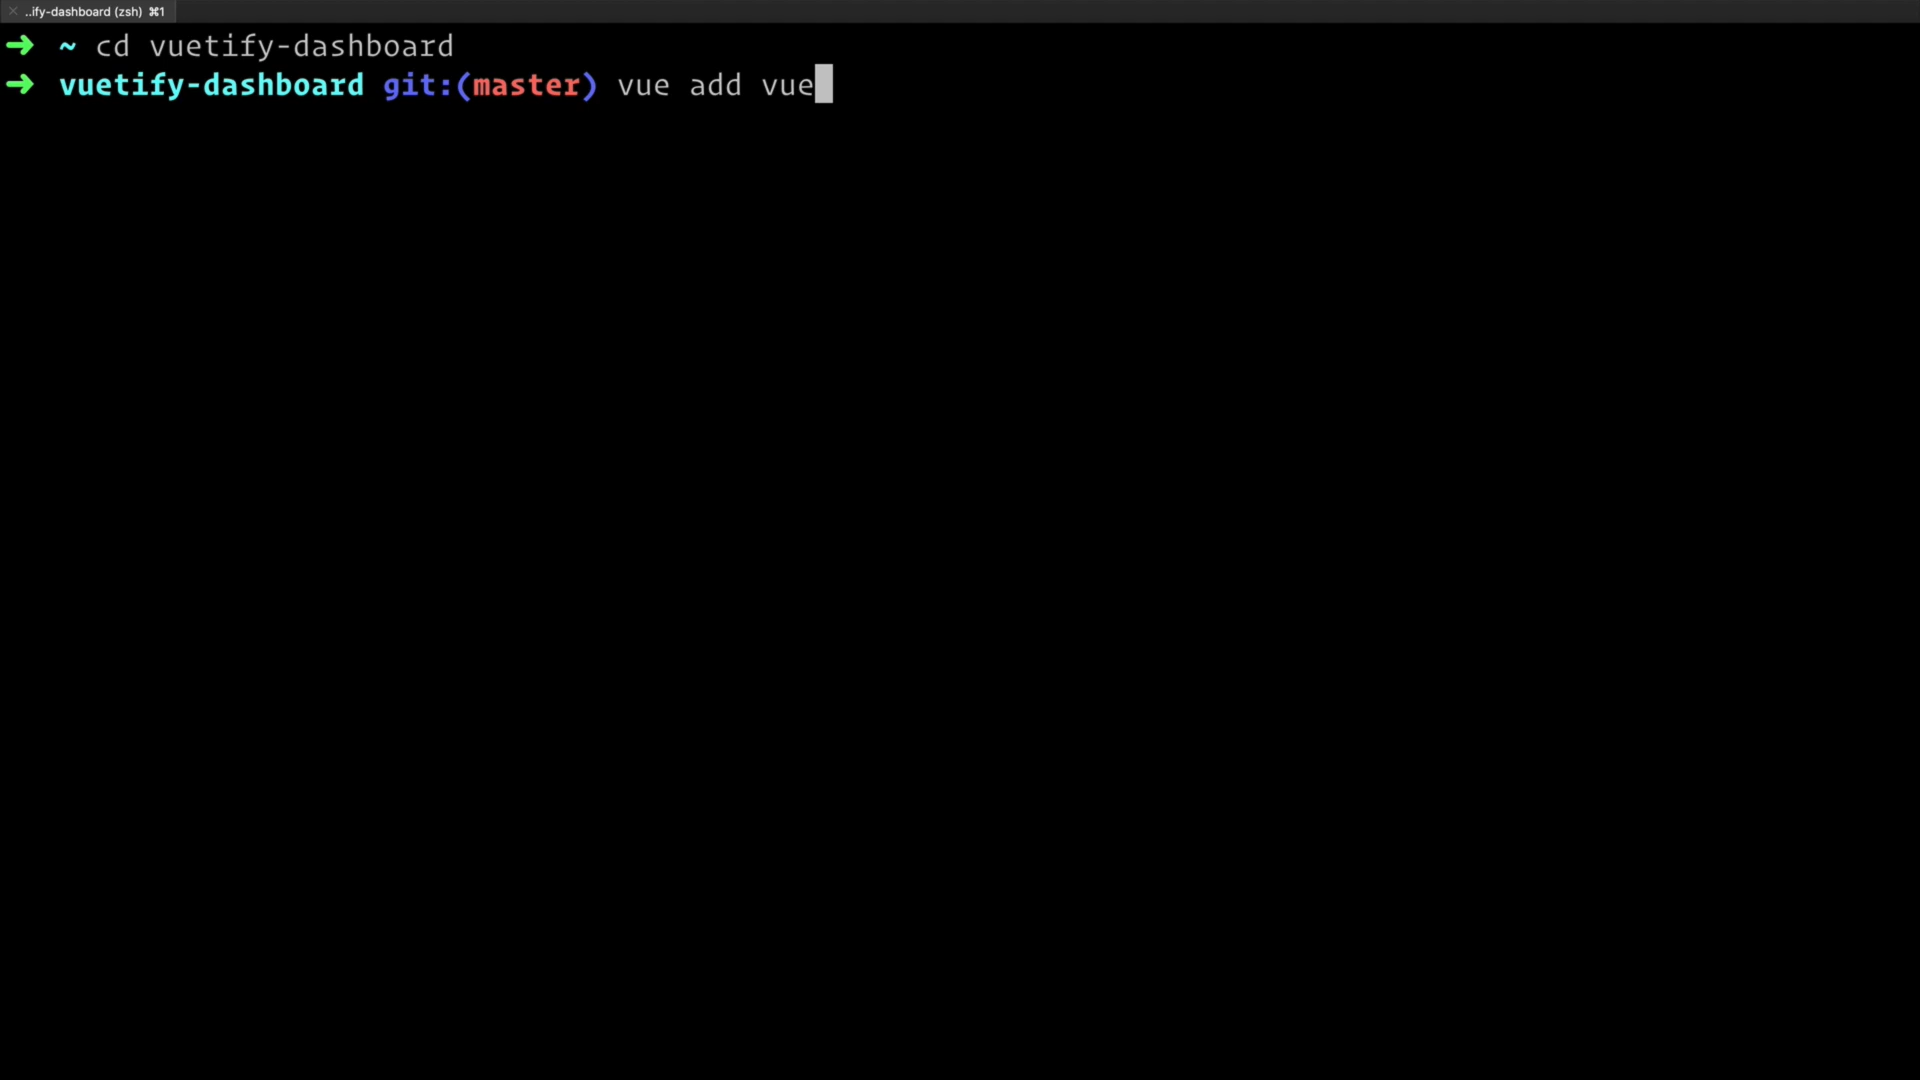 ..ify-dashboard (zsh) ⌘1
➜ ~ cd vuetify-dashboard
➜ vuetify-dashboard git:(master) vue add vue